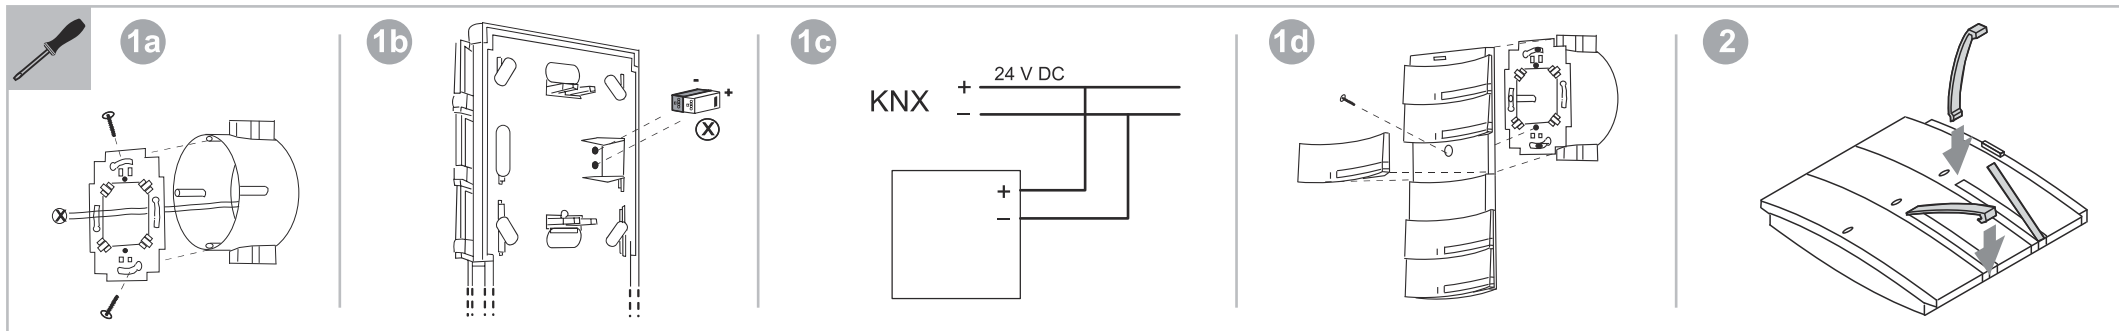 1a
1b
- +
X
X
1c
24 V DC
KNX
+
–
+
–
1d
2